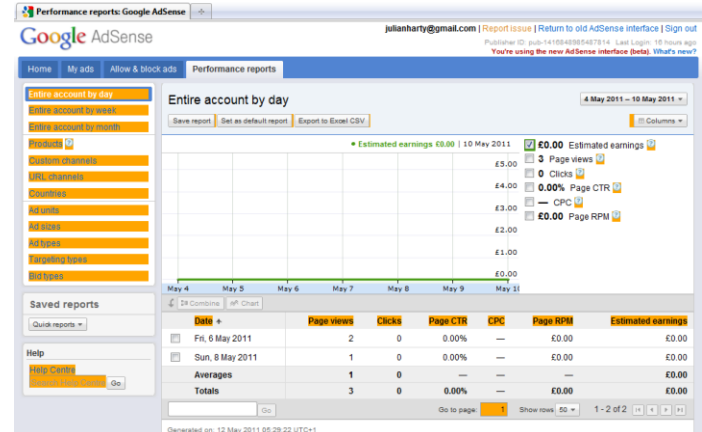 Performance reports: Google AdSense
Google AdSense
julianharty@gmail.com | Report issue | Return to old AdSense interface | Sign out
Publisher ID: pub-1416848986487814 Last Login: 16 hours ago
You're using the new AdSense interface (beta). What's new?
Home My ads Allow & block ads Performance reports
Entire account by day
Entire account by week
Entire account by month
Products
Custom channels
URL channels
Countries
Ad units
Ad sizes
Ad types
Targeting types
Bid types
Saved reports
Quick reports
Help
Help Centre
Search Help Centre Go
Entire account by day
4 May 2011 – 10 May 2011
Save report Set as default report Export to Excel CSV
Columns
Estimated earnings £0.00 | 10 May 2011
£5.00
£4.00
£3.00
£2.00
£1.00
£0.00
May 4 May 5 May 6 May 7 May 8 May 9 May 1
£0.00 Estimated earnings
3 Page views
0 Clicks
0.00% Page CTR
— CPC
£0.00 Page RPM
Combine Chart
Date Page views Clicks Page CTR CPC Page RPM Estimated earnings
Fri, 6 May 2011 2 0 0.00% — £0.00 £0.00
Sun, 8 May 2011 1 0 0.00% — £0.00 £0.00
Averages 1 0 — — — £0.00
Totals 3 0 0.00% — £0.00 £0.00
Go Go to page: 1 Show rows: 50 1 - 2 of 2
Generated on: 12 May 2011 05:29:22 UTC+1